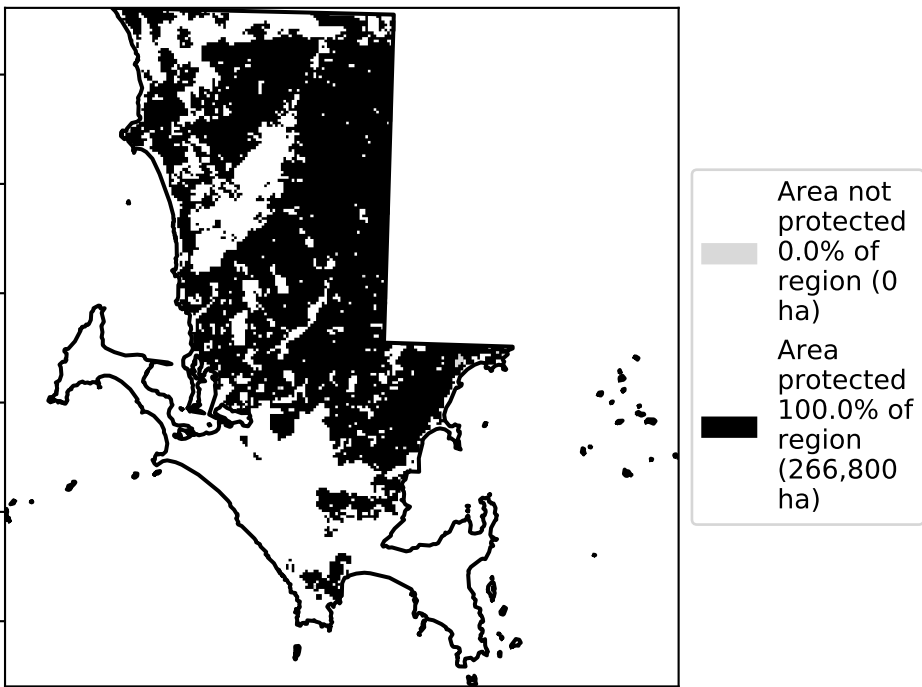 Area not
protected
0.0% of
region (0
ha)
Area
protected
100.0% of
region
(266,800
ha)